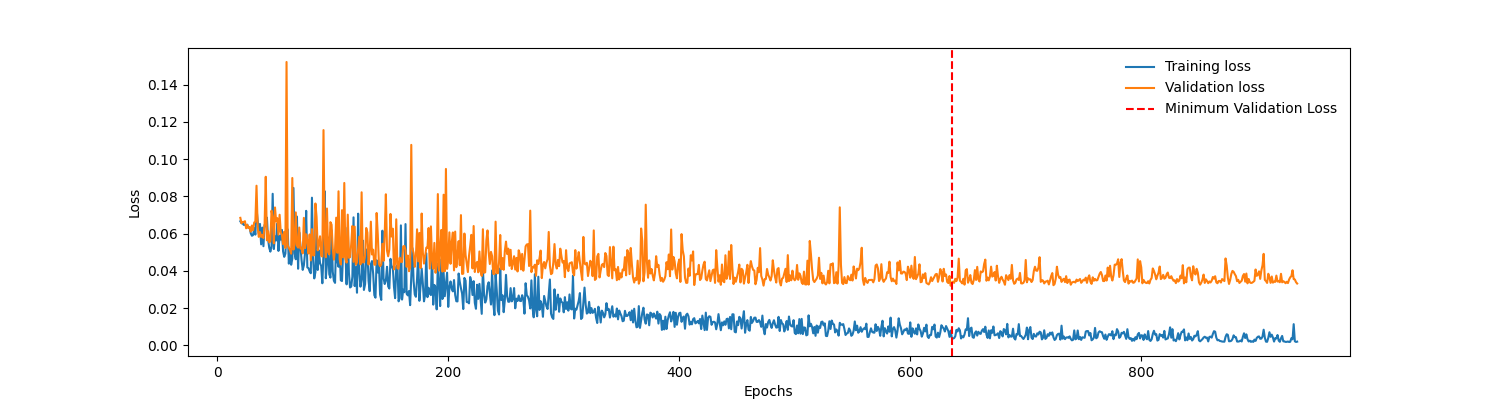 0.14
0.12
0.10
0.08
0.06
0.04
0.02
0.00
Loss
0 200 400 600 800
Epochs
Training loss
Validation loss
Minimum Validation Loss